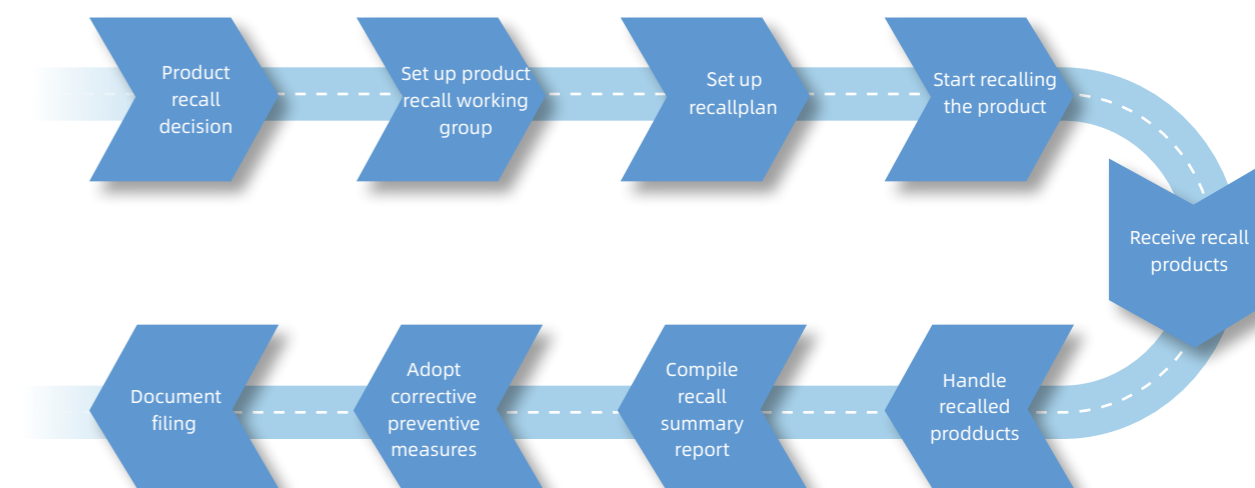 Product
recall
decision
Set up product
recall working
group
Set up
recallplan
Start recalling
the product
Receive recall
products
Handle
recalled
prodducts
Compile
recall
summary
report
Adopt
corrective
preventive
measures
Document
filing